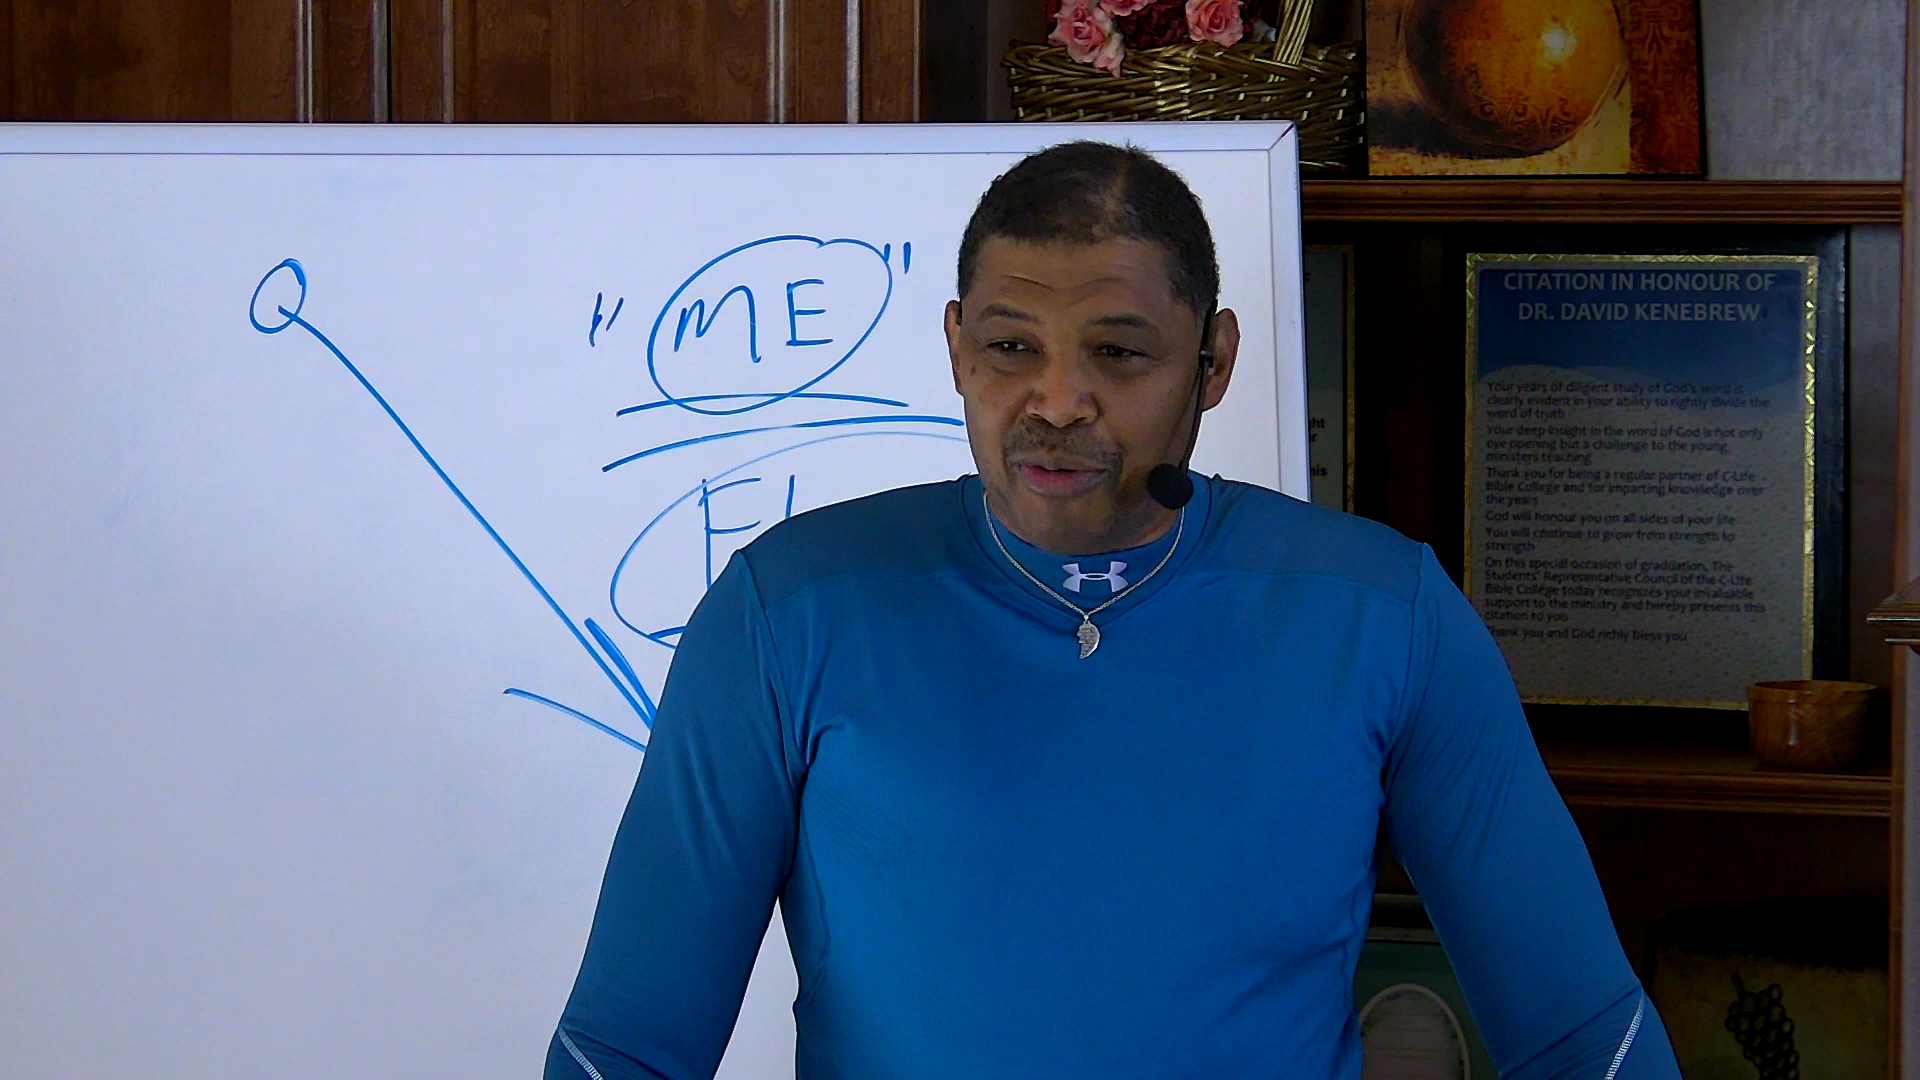 "ME"
CITATION IN HONOUR OF
DR. DAVID KENEBREW
Your years of diligent study of God's word is
clearly evident in your ability to rightly divide the
word of truth
Your deep insight in the word of God is not only
eye opening but a challenge to the young
ministers teaching
Thank you for being a regular partner of C-Life
Bible College and for imparting knowledge over
the years
God will honour you on all sides of your life
You will continue to grow from strength to
strength
On this special occasion of graduation, The
Students' Representative Council of the C-Life
Bible College today recognizes your invaluable
support to the ministry and hereby presents this
citation to you
Thank you and God richly bless you